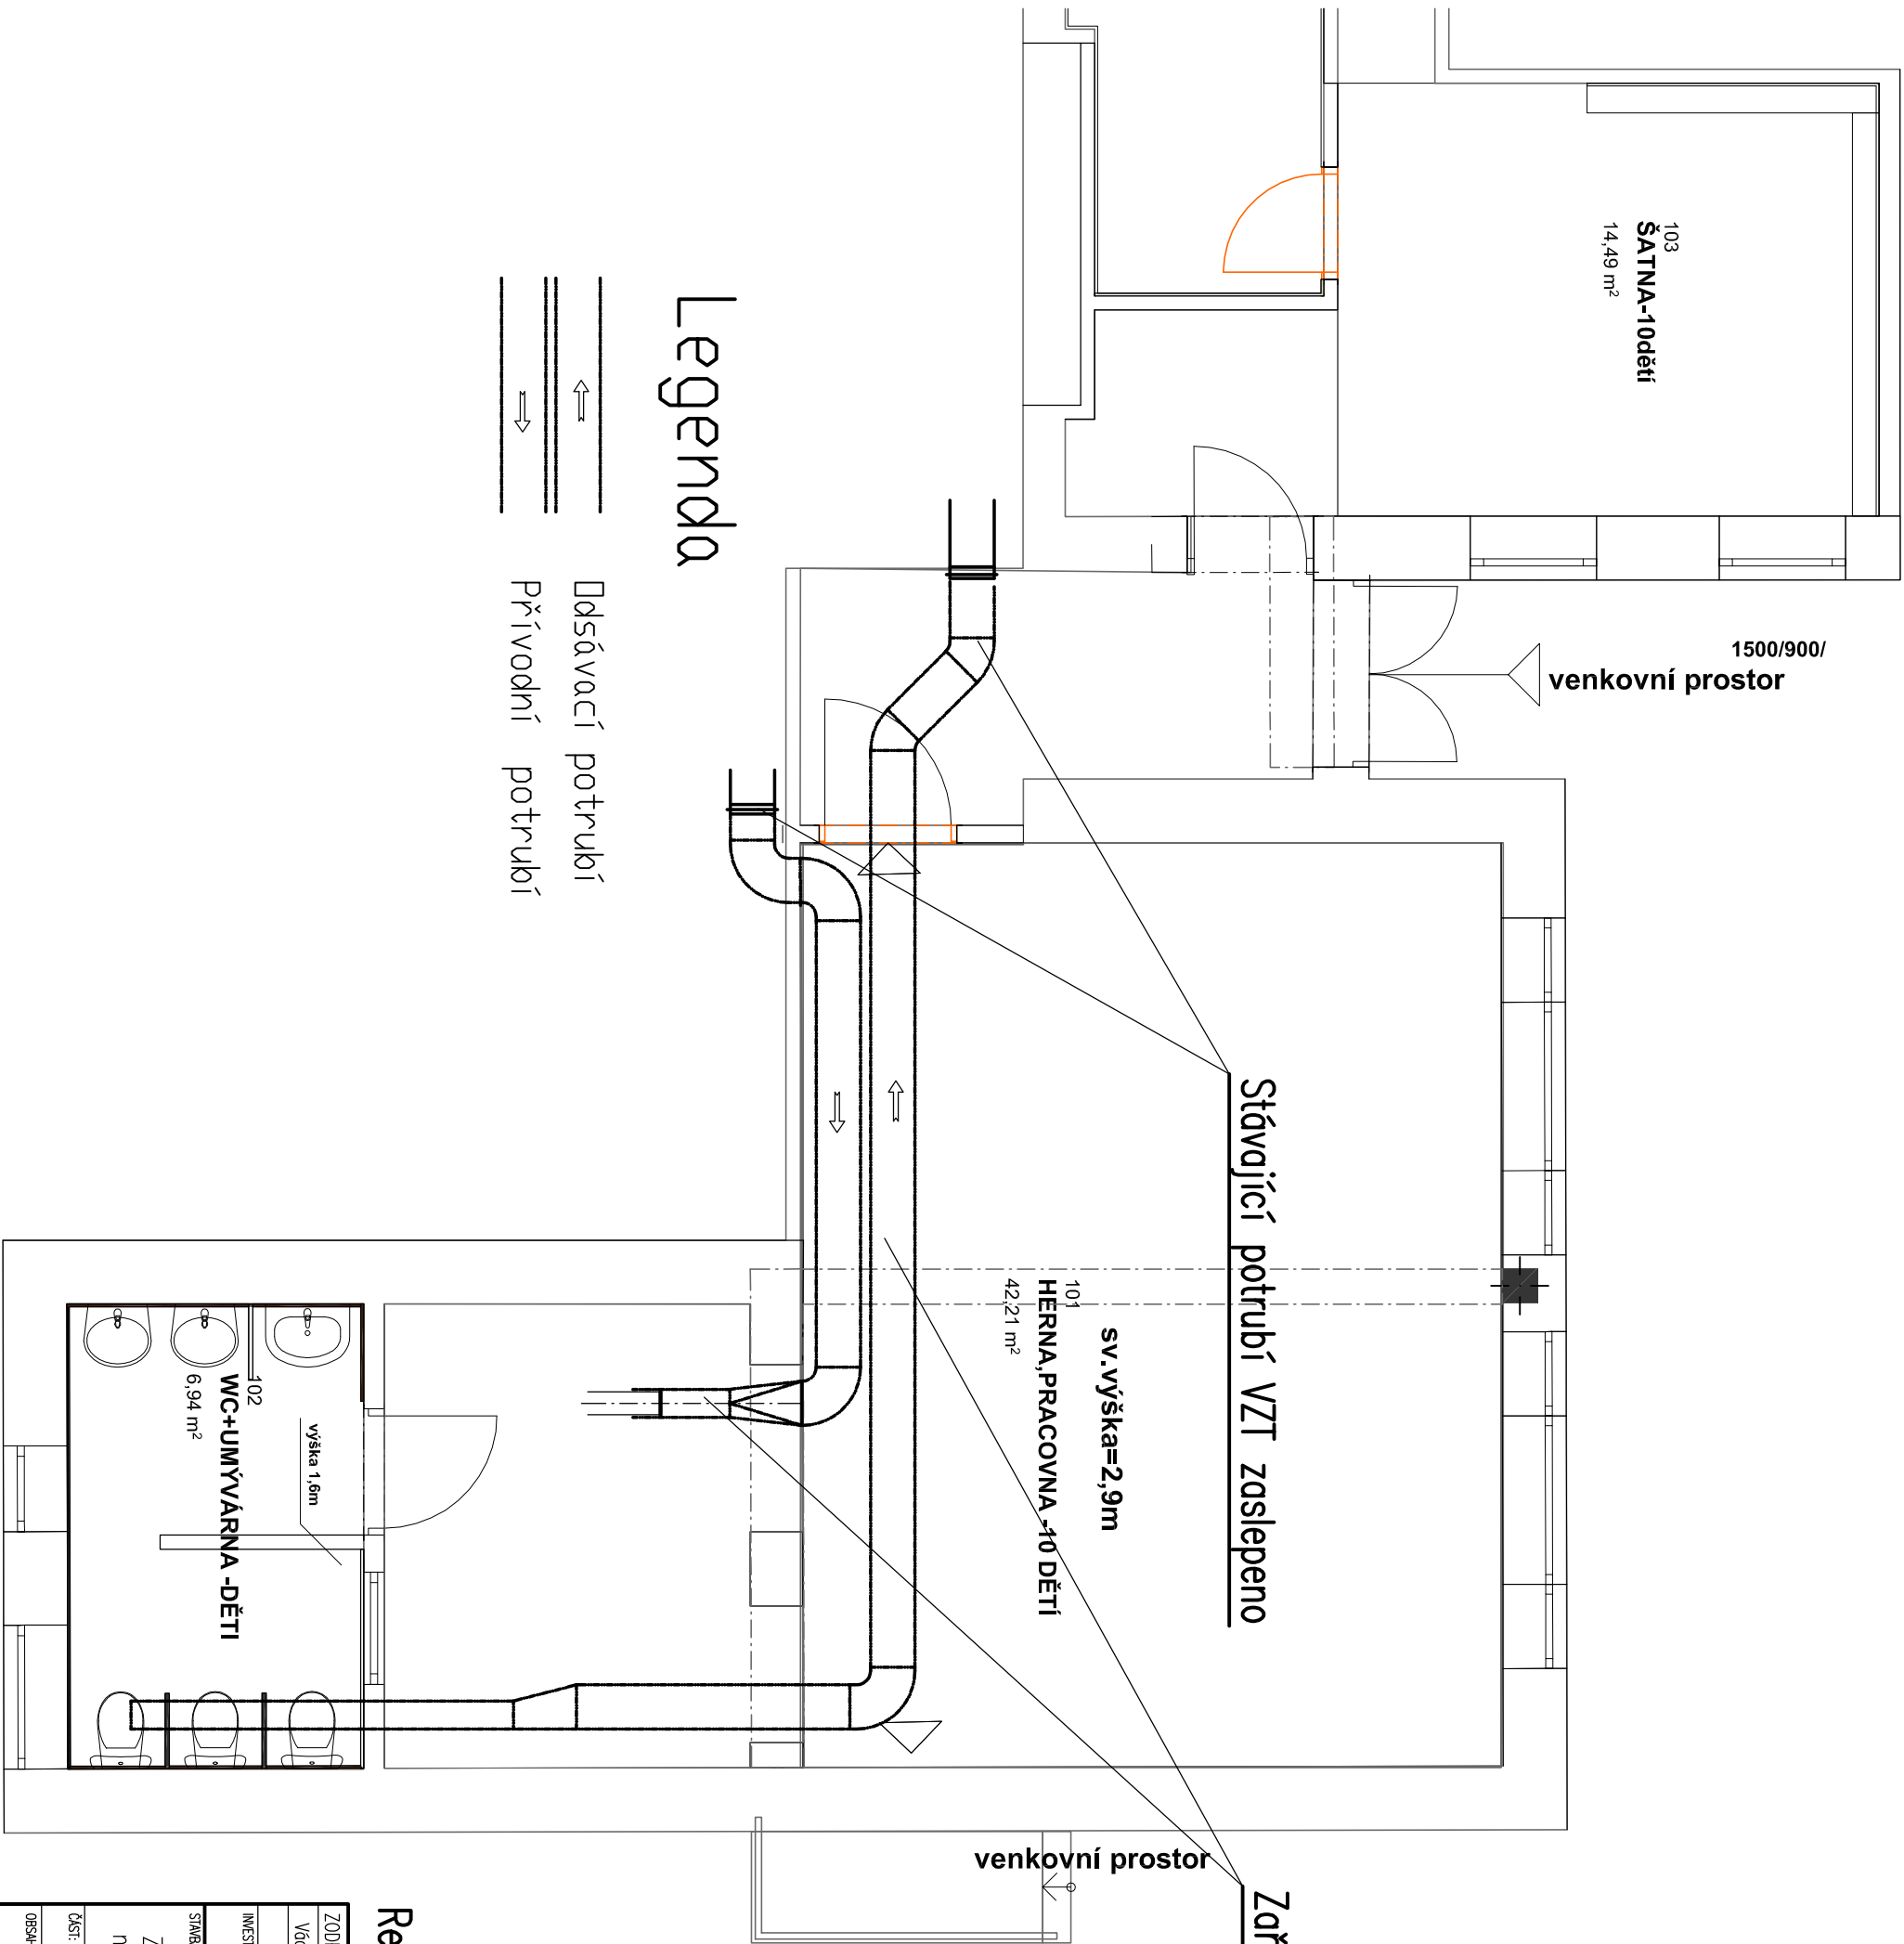 103
ŠATNA-10dětí
14,49 m²
1500/900/
venkovní prostor
Legenda
Odsávací potrubí
Přívodní potrubí
Stávající potrubí VZT zaslepeno
sv.výška=2,9m
101
HERNA,PRACOVNA -10 DĚTÍ
42,21 m²
102
WC+UMÝVÁRNA -DĚTI
6,94 m²
výška 1,6m
venkovní prostor
ČÁST: